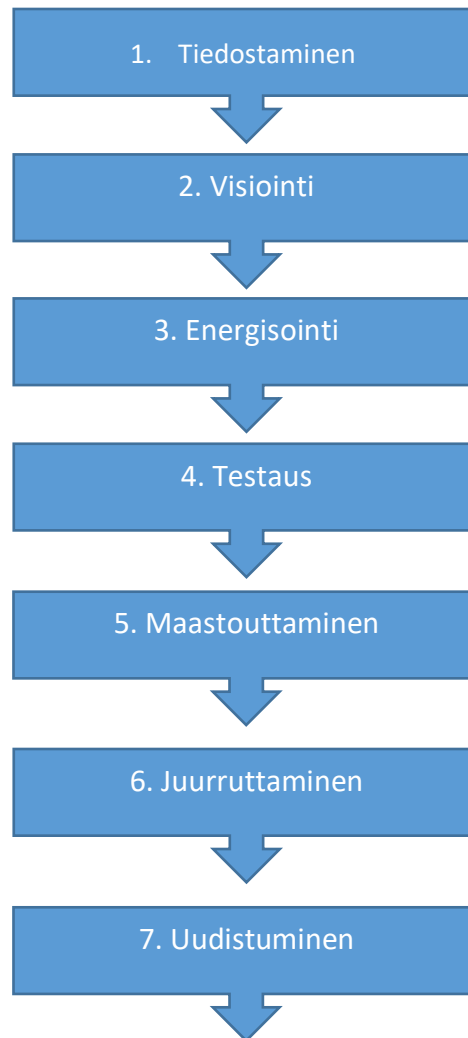 1. Tiedostaminen
2. Visiointi
3. Energisointi
4. Testaus
5. Maastouttaminen
6. Juurruttaminen
7. Uudistuminen